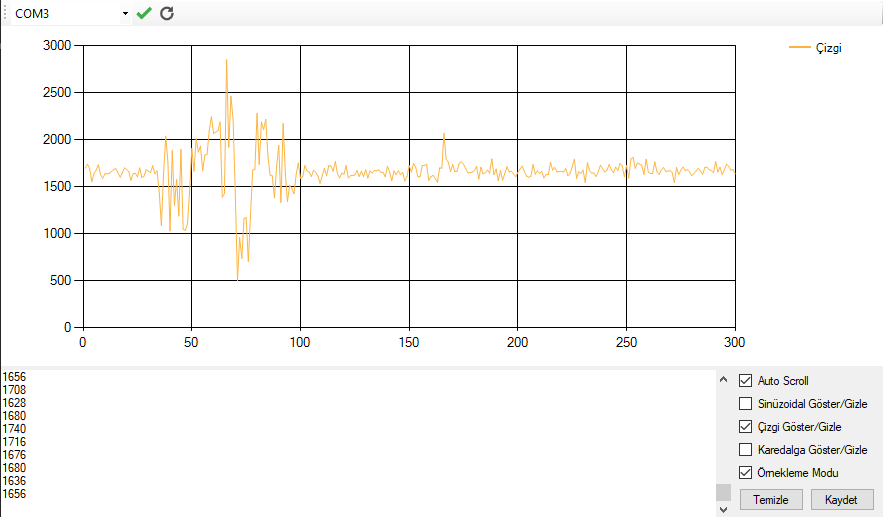 COM3
3000
2500
2000
1500
1000
500
0
0 50 100 150 200 250 300
Çizgi
1656
1708
1628
1680
1740
1716
1676
1680
1636
1656
Auto Scroll
Sinüzoidal Göster/Gizle
Çizgi Göster/Gizle
Karedalga Göster/Gizle
Örnekleme Modu
Temizle Kaydet